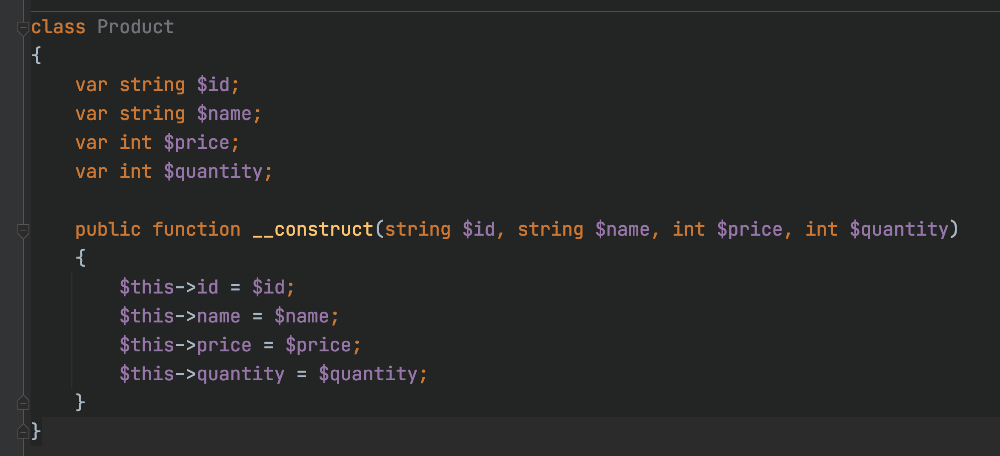 class Product
{
    var string $id;
    var string $name;
    var int $price;
    var int $quantity;

    public function __construct(string $id, string $name, int $price, int $quantity)
    {
        $this->id = $id;
        $this->name = $name;
        $this->price = $price;
        $this->quantity = $quantity;
    }
}